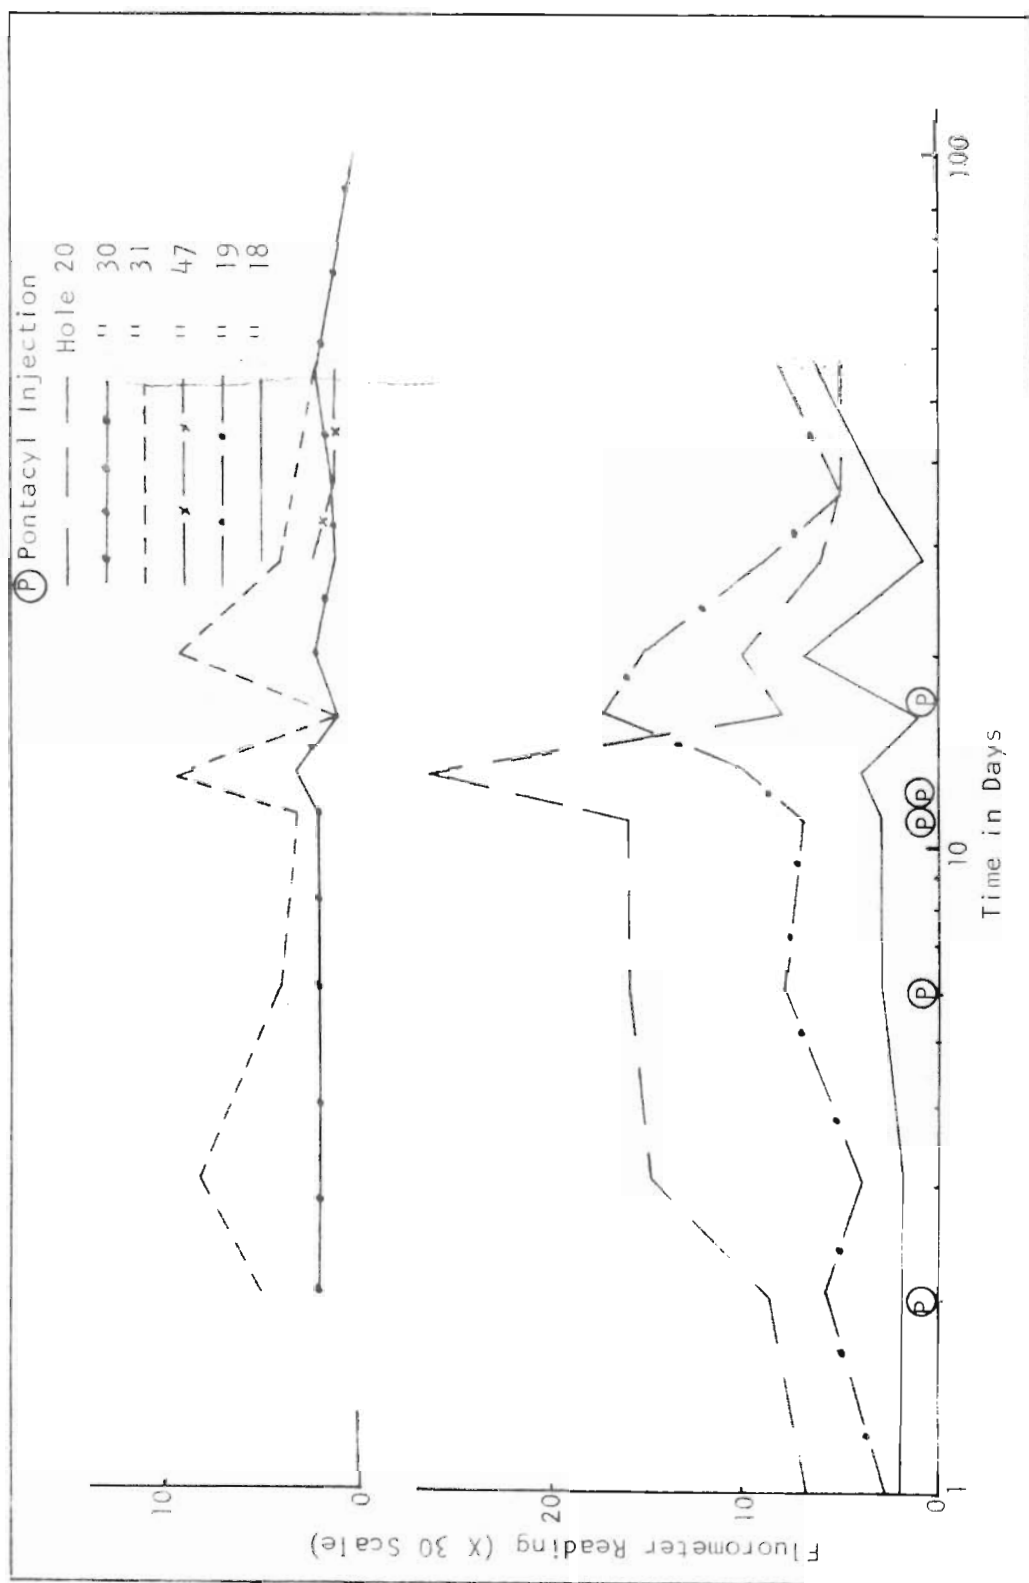 Ⓟ Pontacyl Injection
Hole 20
" 30
" 31
" 47
" 19
" 18
Fluorometer Reading (X 30 Scale)
10
0
20
10
0
1
10
100
Time in Days
P
P
P
P
P